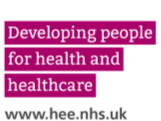 Developing people
for health and
healthcare
www.hee.nhs.uk